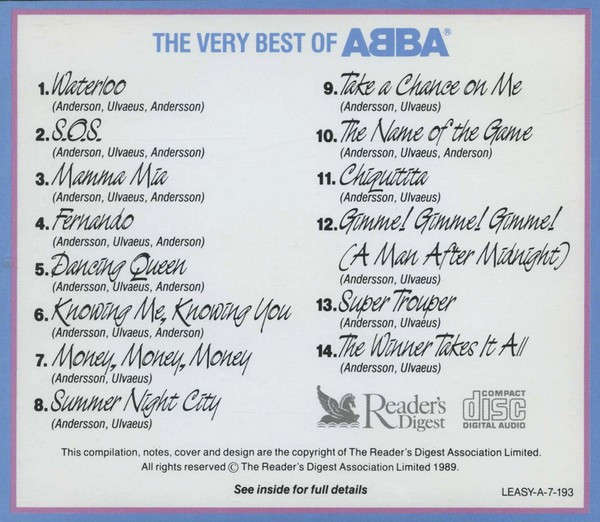 THE VERY BEST OF ABBA®
1. Waterloo
(Anderson, Ulvaeus, Andersson)
2. S.O.S.
(Andersson, Ulvaeus, Anderson)
3. Mamma Mia
(Andersson, Ulvaeus, Anderson)
4. Fernando
(Andersson, Ulvaeus, Anderson)
5. Dancing Queen
(Andersson, Ulvaeus, Anderson)
6. Knowing Me, Knowing You
(Andersson, Ulvaeus, Anderson)
7. Money, Money, Money
(Andersson, Ulvaeus)
8. Summer Night City
(Andersson, Ulvaeus)
9. Take a Chance on Me
(Andersson, Ulvaeus)
10. The Name of the Game
(Andersson, Ulvaeus, Anderson)
11. Chiquitita
(Andersson, Ulvaeus)
12. Gimme! Gimme! Gimme!
(A Man After Midnight)
(Andersson, Ulvaeus)
13. Super Trouper
(Andersson, Ulvaeus)
14. The Winner Takes It All
(Andersson, Ulvaeus)
Reader's
Digest
COMPACT
disc
DIGITAL AUDIO
This compilation, notes, cover and design are the copyright of The Reader's Digest Association Limited.
All rights reserved © The Reader's Digest Association Limited 1989.
See inside for full details
LEASY-A-7-193